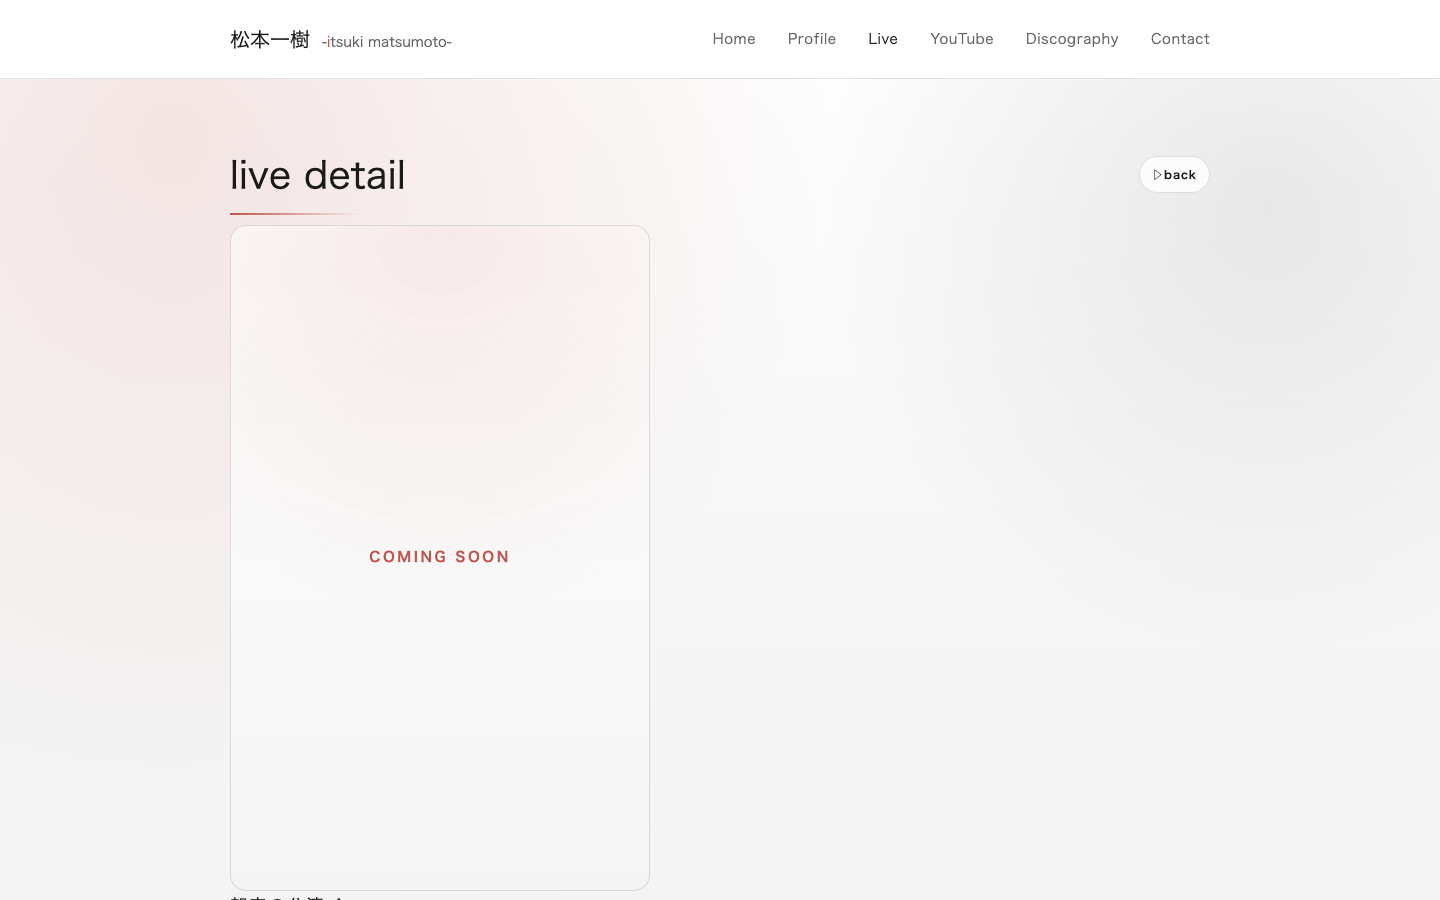 松本一樹 -itsuki matsumoto-
Home Profile Live YouTube Discography Contact
live detail
▷back
COMING SOON